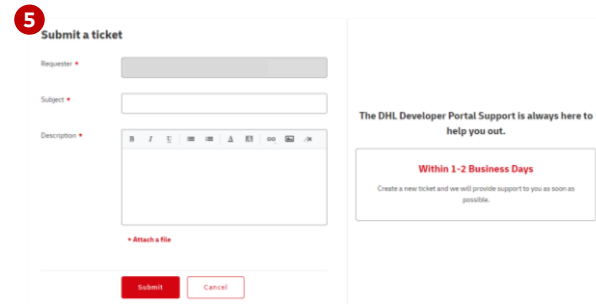 5
Submit a ticket
Requester *
Subject *
Description *
B I U A
+ Attach a file
Submit Cancel
The DHL Developer Portal Support is always here to
help you out.
Within 1-2 Business Days
Create a new ticket and we will provide support to you as soon as
possible.